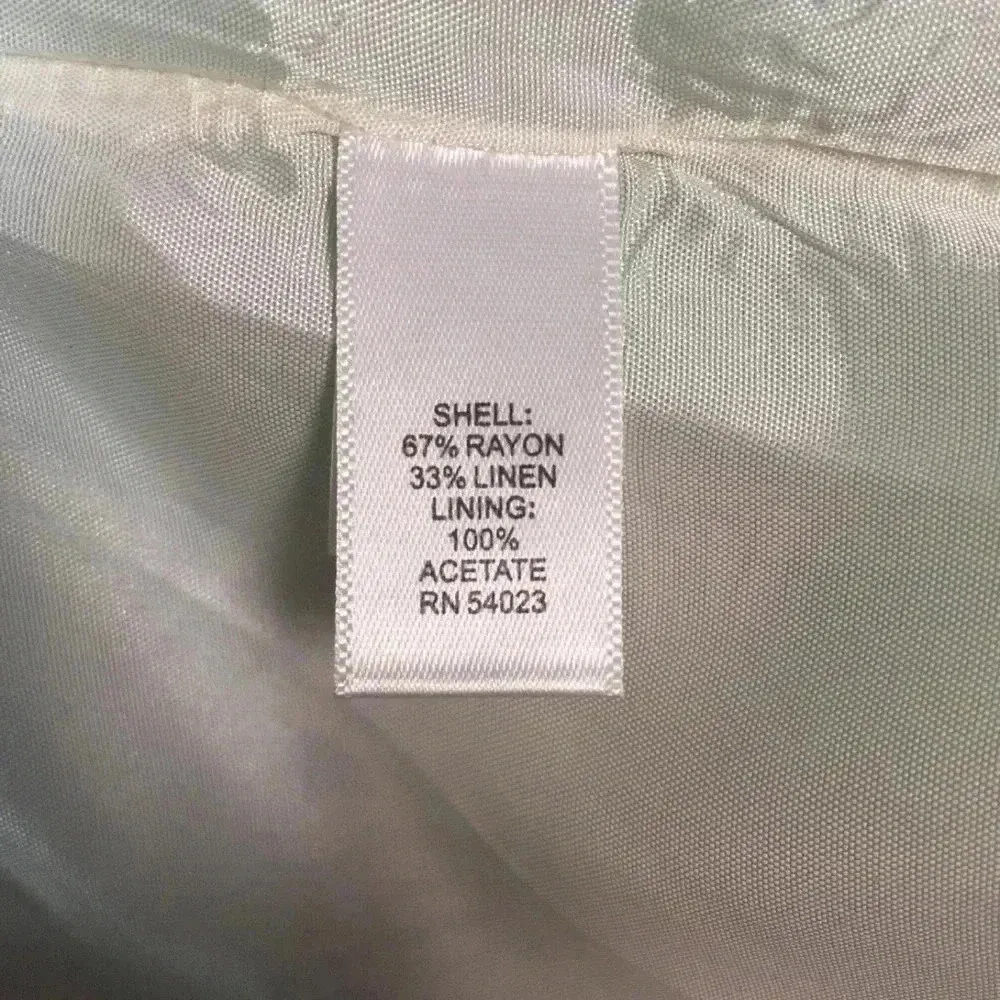 SHELL:
67% RAYON
33% LINEN
LINING:
100%
ACETATE
RN 54023